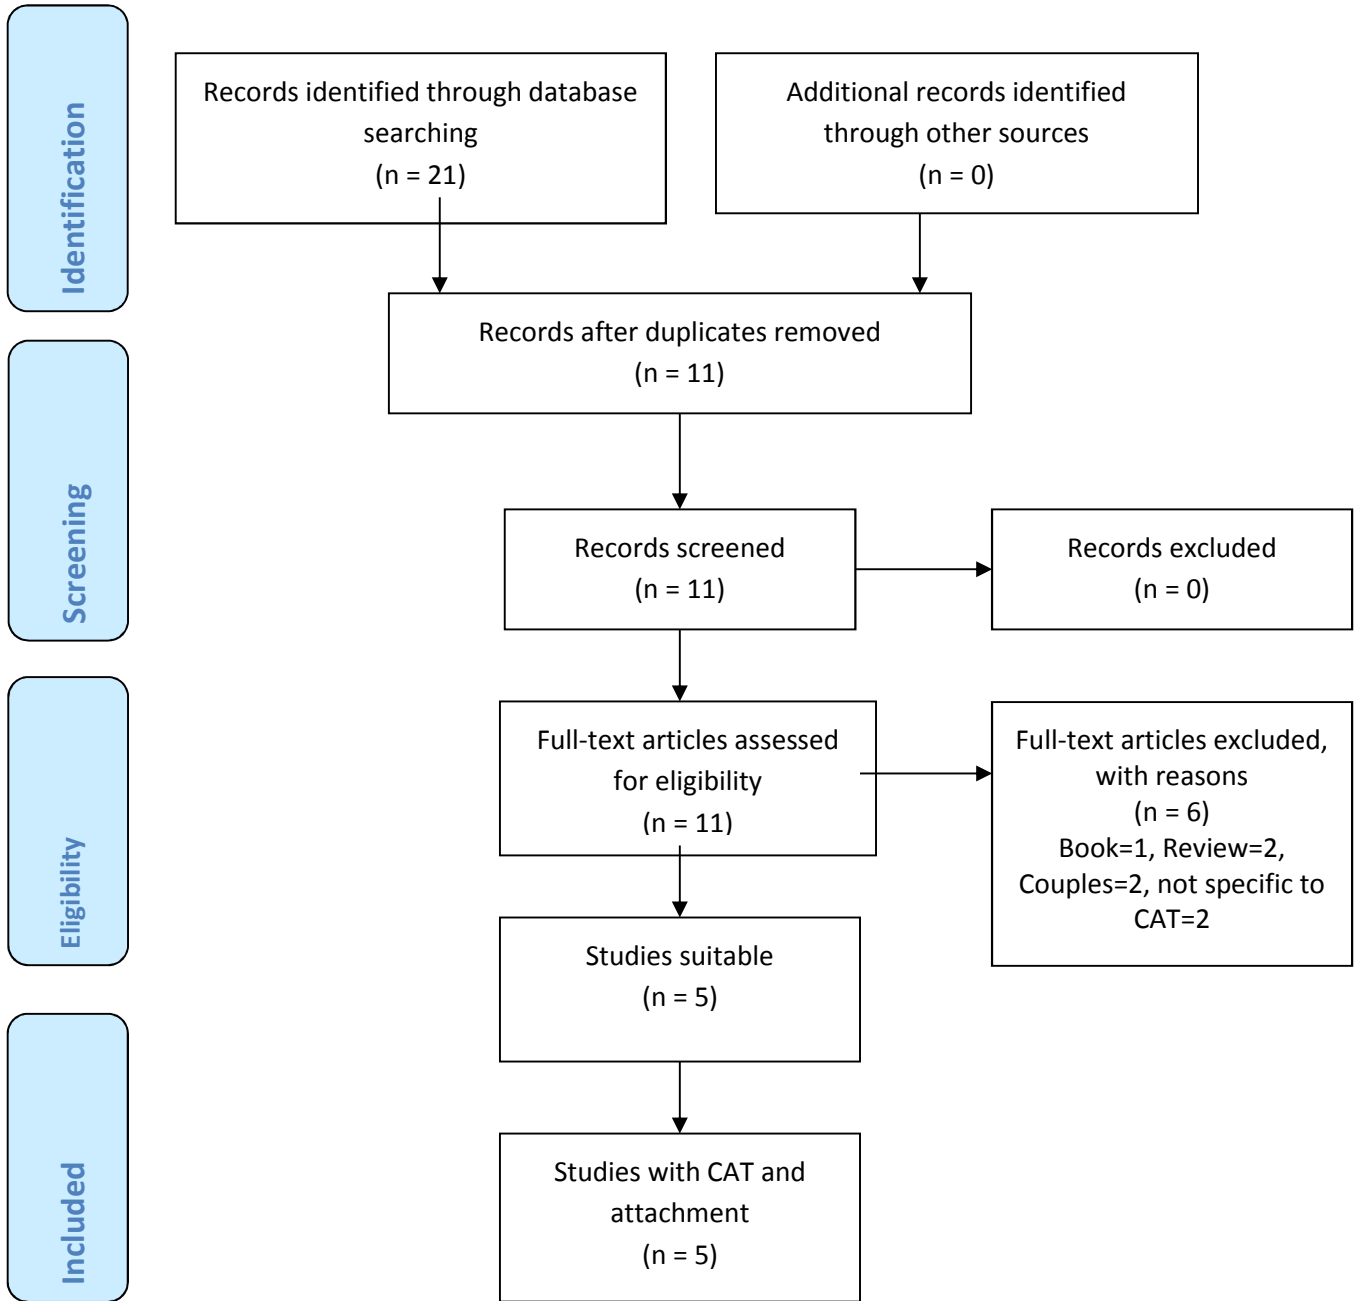 Identification
Records identified through database
searching
(n = 21)
Additional records identified
through other sources
(n = 0)
Records after duplicates removed
(n = 11)
Screening
Records screened
(n = 11)
Records excluded
(n = 0)
Eligibility
Full-text articles assessed
for eligibility
(n = 11)
Full-text articles excluded,
with reasons
(n = 6)
Book=1, Review=2,
Couples=2, not specific to
CAT=2
Studies suitable
(n = 5)
Included
Studies with CAT and
attachment
(n = 5)